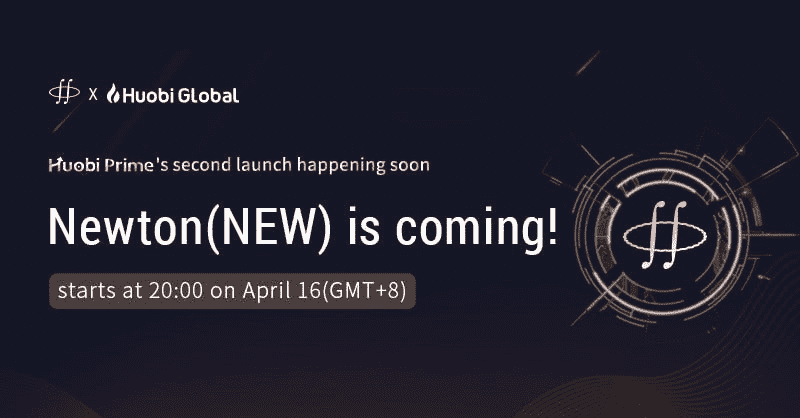 X Huobi Global
Huobi Prime's second launch happening soon
Newton(NEW) is coming!
starts at 20:00 on April 16(GMT+8)